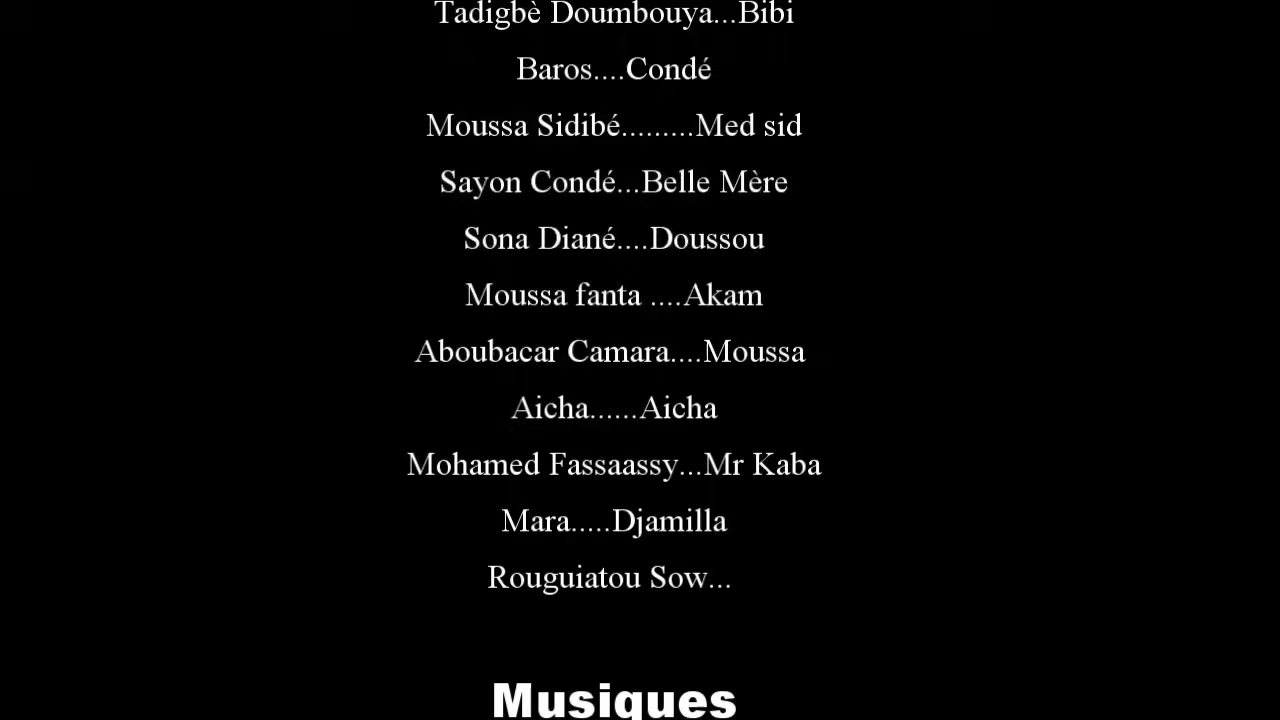 Tadigbè Doumbouya...Bibi
Baros....Condé
Moussa Sidibé.........Med sid
Sayon Condé...Belle Mère
Sona Diané....Doussou
Moussa fanta ....Akam
Aboubacar Camara....Moussa
Aicha......Aicha
Mohamed Fassaassy...Mr Kaba
Mara.....Djamilla
Rouguiatou Sow...
Musiques